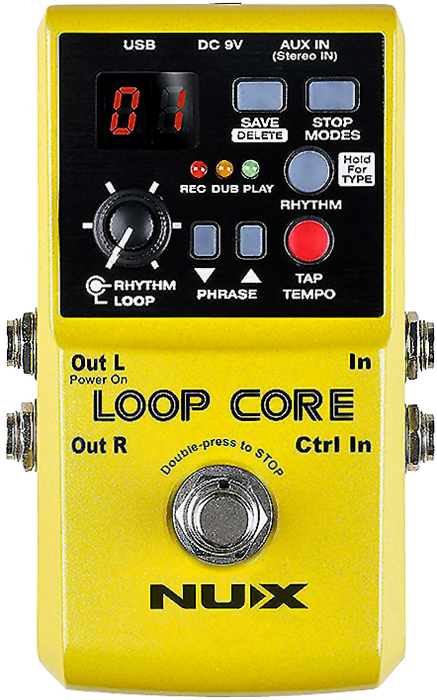 USB DC 9V AUX IN
(Stereo IN)
01
SAVE
DELETE
STOP
MODES
REC DUB PLAY
Hold
For
TYPE
RHYTHM
RHYTHM
LOOP
PHRASE
TAP
TEMPO
Out L
Power On
In
LOOP CORE
Out R
Ctrl In
Double-press to STOP
NUX